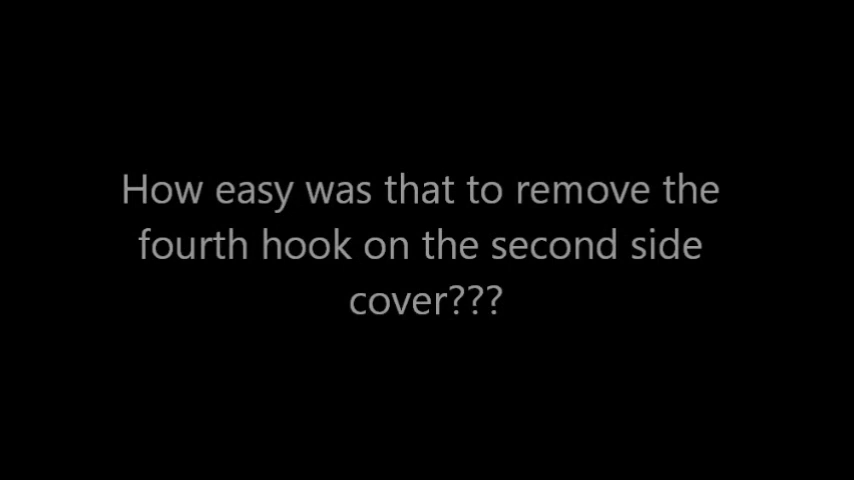 How easy was that to remove the
fourth hook on the second side
cover???